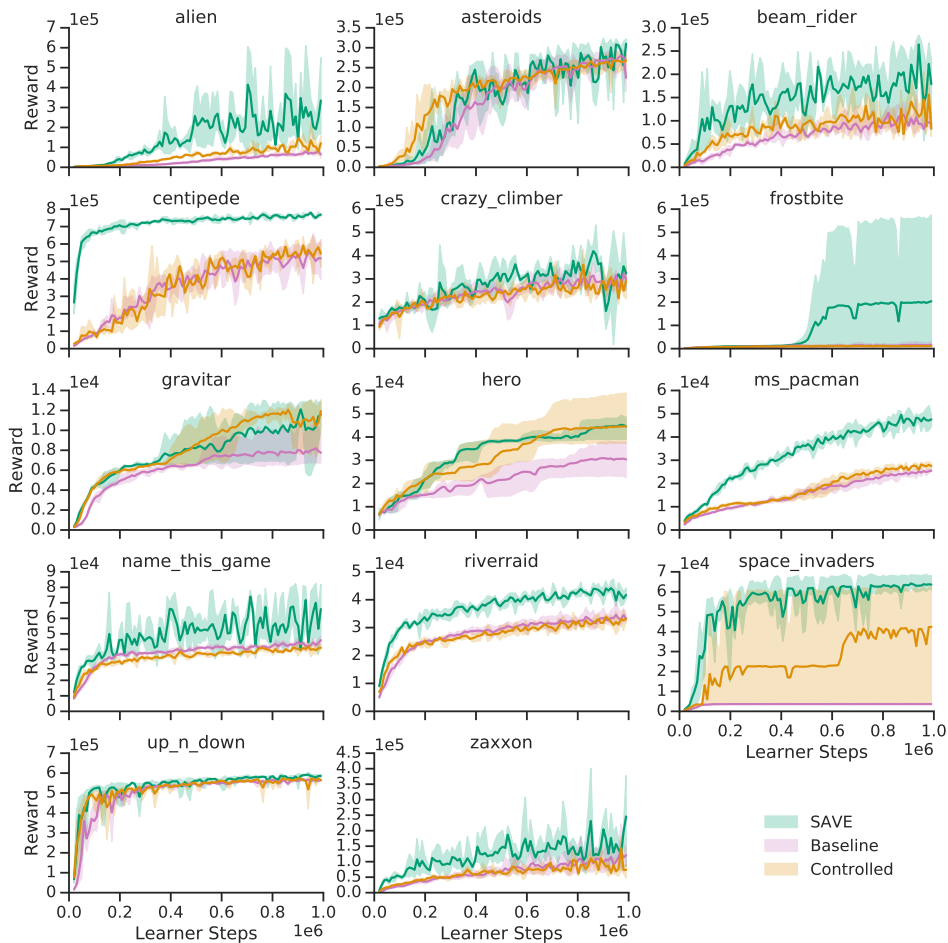 alien
1e5
7
6
5
4
3
2
1
0
Reward
asteroids
1e5
3.5
3.0
2.5
2.0
1.5
1.0
0.5
0.0
beam_rider
1e5
3.0
2.5
2.0
1.5
1.0
0.5
0.0
centipede
1e5
8
7
6
5
4
3
2
1
0
Reward
crazy_climber
1e5
6
5
4
3
2
1
0
frostbite
1e5
6
5
4
3
2
1
0
gravitar
1e4
1.4
1.2
1.0
0.8
0.6
0.4
0.2
0.0
Reward
hero
1e4
6
5
4
3
2
1
0
ms_pacman
1e4
6
5
4
3
2
1
0
name_this_game
1e4
9
8
7
6
5
4
3
2
1
0
Reward
riverraid
1e4
5
4
3
2
1
0
space_invaders
1e4
7
6
5
4
3
2
1
0
0.0 0.2 0.4 0.6 0.8 1.0
Learner Steps
1e6
up_n_down
1e5
7
6
5
4
3
2
1
0
Reward
0.0 0.2 0.4 0.6 0.8 1.0
Learner Steps
1e6
zaxxon
1e5
4.5
4.0
3.5
3.0
2.5
2.0
1.5
1.0
0.5
0.0
0.0 0.2 0.4 0.6 0.8 1.0
Learner Steps
1e6
SAVE
Baseline
Controlled